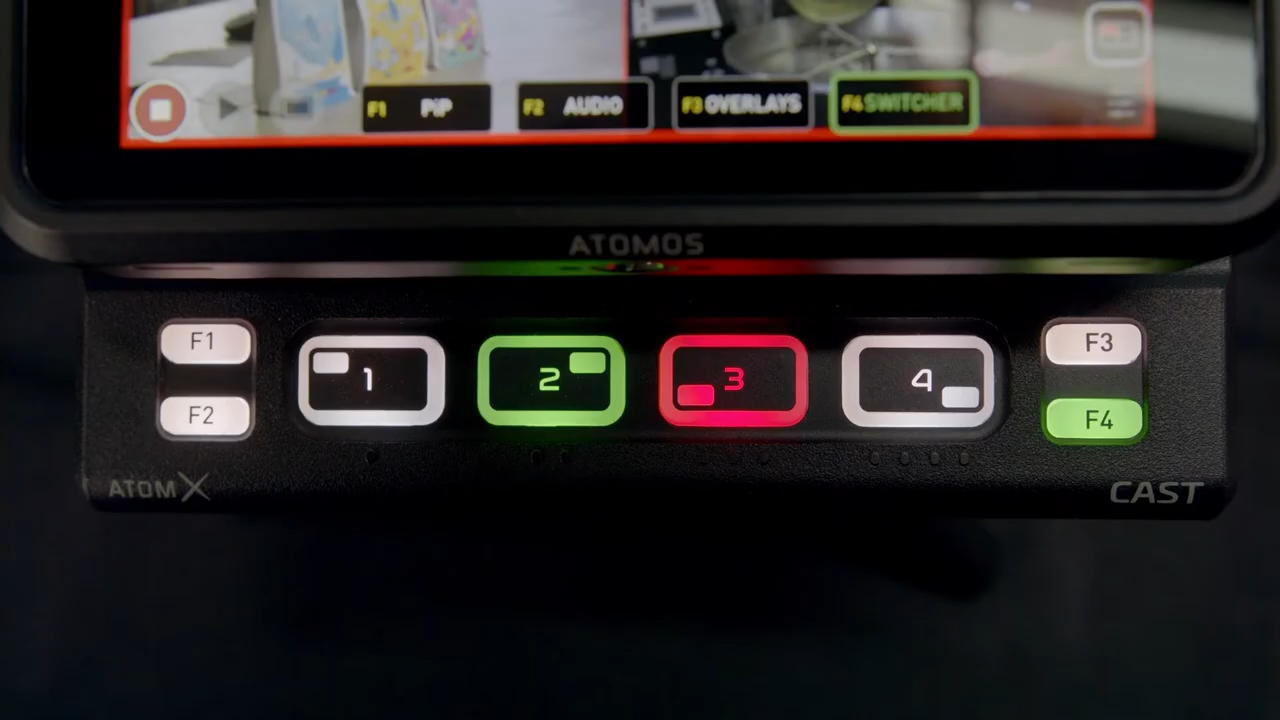 F1 PiP F2 AUDIO F3 OVERLAYS F4 SWITCHER
ATOMOS
F1 1 2 3 4 F3
F2 F4
ATOMX CAST